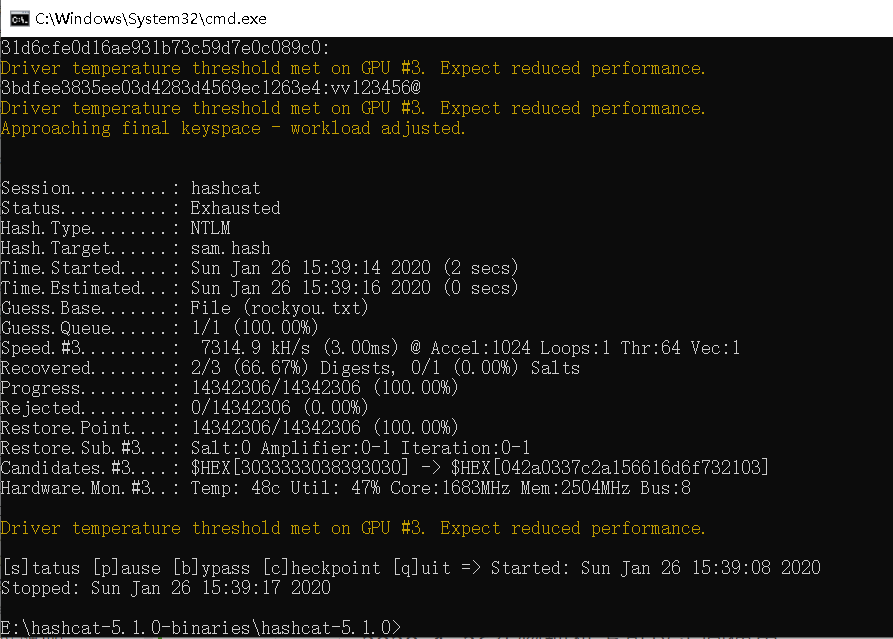 C:\Windows\System32\cmd.exe
31d6cfe0d16ae931b73c59d7e0c089c0:
Driver temperature threshold met on GPU #3. Expect reduced performance.
3bdfee3835ee03d4283d4569ec1263e4:vv123456@
Driver temperature threshold met on GPU #3. Expect reduced performance.
Approaching final keyspace - workload adjusted.
Session..........: hashcat
Status...........: Exhausted
Hash.Type........: NTLM
Hash.Target......: sam.hash
Time.Started.....: Sun Jan 26 15:39:14 2020 (2 secs)
Time.Estimated...: Sun Jan 26 15:39:16 2020 (0 secs)
Guess.Base.......: File (rockyou.txt)
Guess.Queue......: 1/1 (100.00%)
Speed.#3.........:  7314.9 kH/s (3.00ms) @ Accel:1024 Loops:1 Thr:64 Vec:1
Recovered........: 2/3 (66.67%) Digests, 0/1 (0.00%) Salts
Progress.........: 14342306/14342306 (100.00%)
Rejected.........: 0/14342306 (0.00%)
Restore.Point....: 14342306/14342306 (100.00%)
Restore.Sub.#3...: Salt:0 Amplifier:0-1 Iteration:0-1
Candidates.#3....: $HEX[3033333038393030] -> $HEX[042a0337c2a156616d6f732103]
Hardware.Mon.#3..: Temp: 48c Util: 47% Core:1683MHz Mem:2504MHz Bus:8
Driver temperature threshold met on GPU #3. Expect reduced performance.
[s]tatus [p]ause [b]ypass [c]heckpoint [q]uit => Started: Sun Jan 26 15:39:08 2020
Stopped: Sun Jan 26 15:39:17 2020
E:\hashcat-5.1.0-binaries\hashcat-5.1.0>